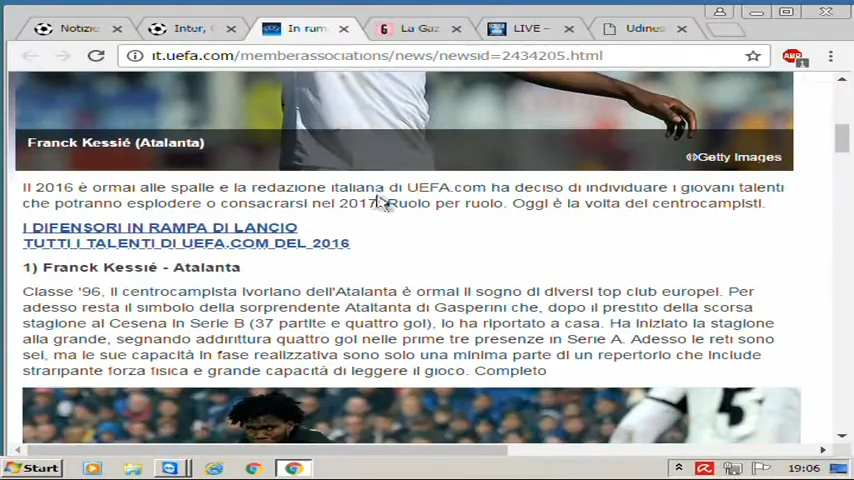 Notizie
Inter,
In ram
La Gaz
LIVE –
Udines
it.uefa.com/memberassociations/news/newsid=2434205.html
ABP
1
Franck Kessié (Atalanta)
©Getty Images
Il 2016 è ormai alle spalle e la redazione italiana di UEFA.com ha deciso di individuare i giovani talenti
che potranno esplodere o consacrarsi nel 2017. Ruolo per ruolo. Oggi è la volta dei centrocampisti.
I DIFENSORI IN RAMPA DI LANCIO
TUTTI I TALENTI DI UEFA.COM DEL 2016
1) Franck Kessié - Atalanta
Classe '96, il centrocampista ivoriano dell'Atalanta è ormai il sogno di diversi top club europei. Per
adesso resta il simbolo della sorprendente Ataltanta di Gasperini che, dopo il prestito della scorsa
stagione al Cesena in Serie B (37 partite e quattro gol), lo ha riportato a casa. Ha iniziato la stagione
alla grande, segnando addirittura quattro gol nelle prime tre presenze in Serie A. Adesso le reti sono
sei, ma le sue capacità in fase realizzativa sono solo una minima parte di un repertorio che include
straripante forza fisica e grande capacità di leggere il gioco. Completo
5
Start
19:06